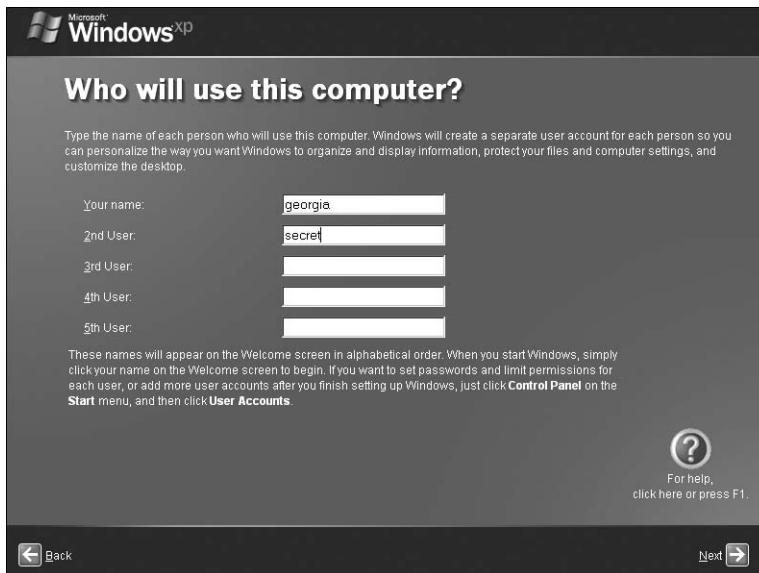 Microsoft
Windows xp
Who will use this computer?
Type the name of each person who will use this computer. Windows will create a separate user account for each person so you
can personalize the way you want Windows to organize and display information, protect your files and computer settings, and
customize the desktop.
Your name: georgia
2nd User: secret
3rd User:
4th User:
5th User:
These names will appear on the Welcome screen in alphabetical order. When you start Windows, simply
click your name on the Welcome screen to begin. If you want to set passwords and limit permissions for
each user, or add more user accounts after you finish setting up Windows, just click Control Panel on the
Start menu, and then click User Accounts.
?
For help,
click here or press F1.
Back Next